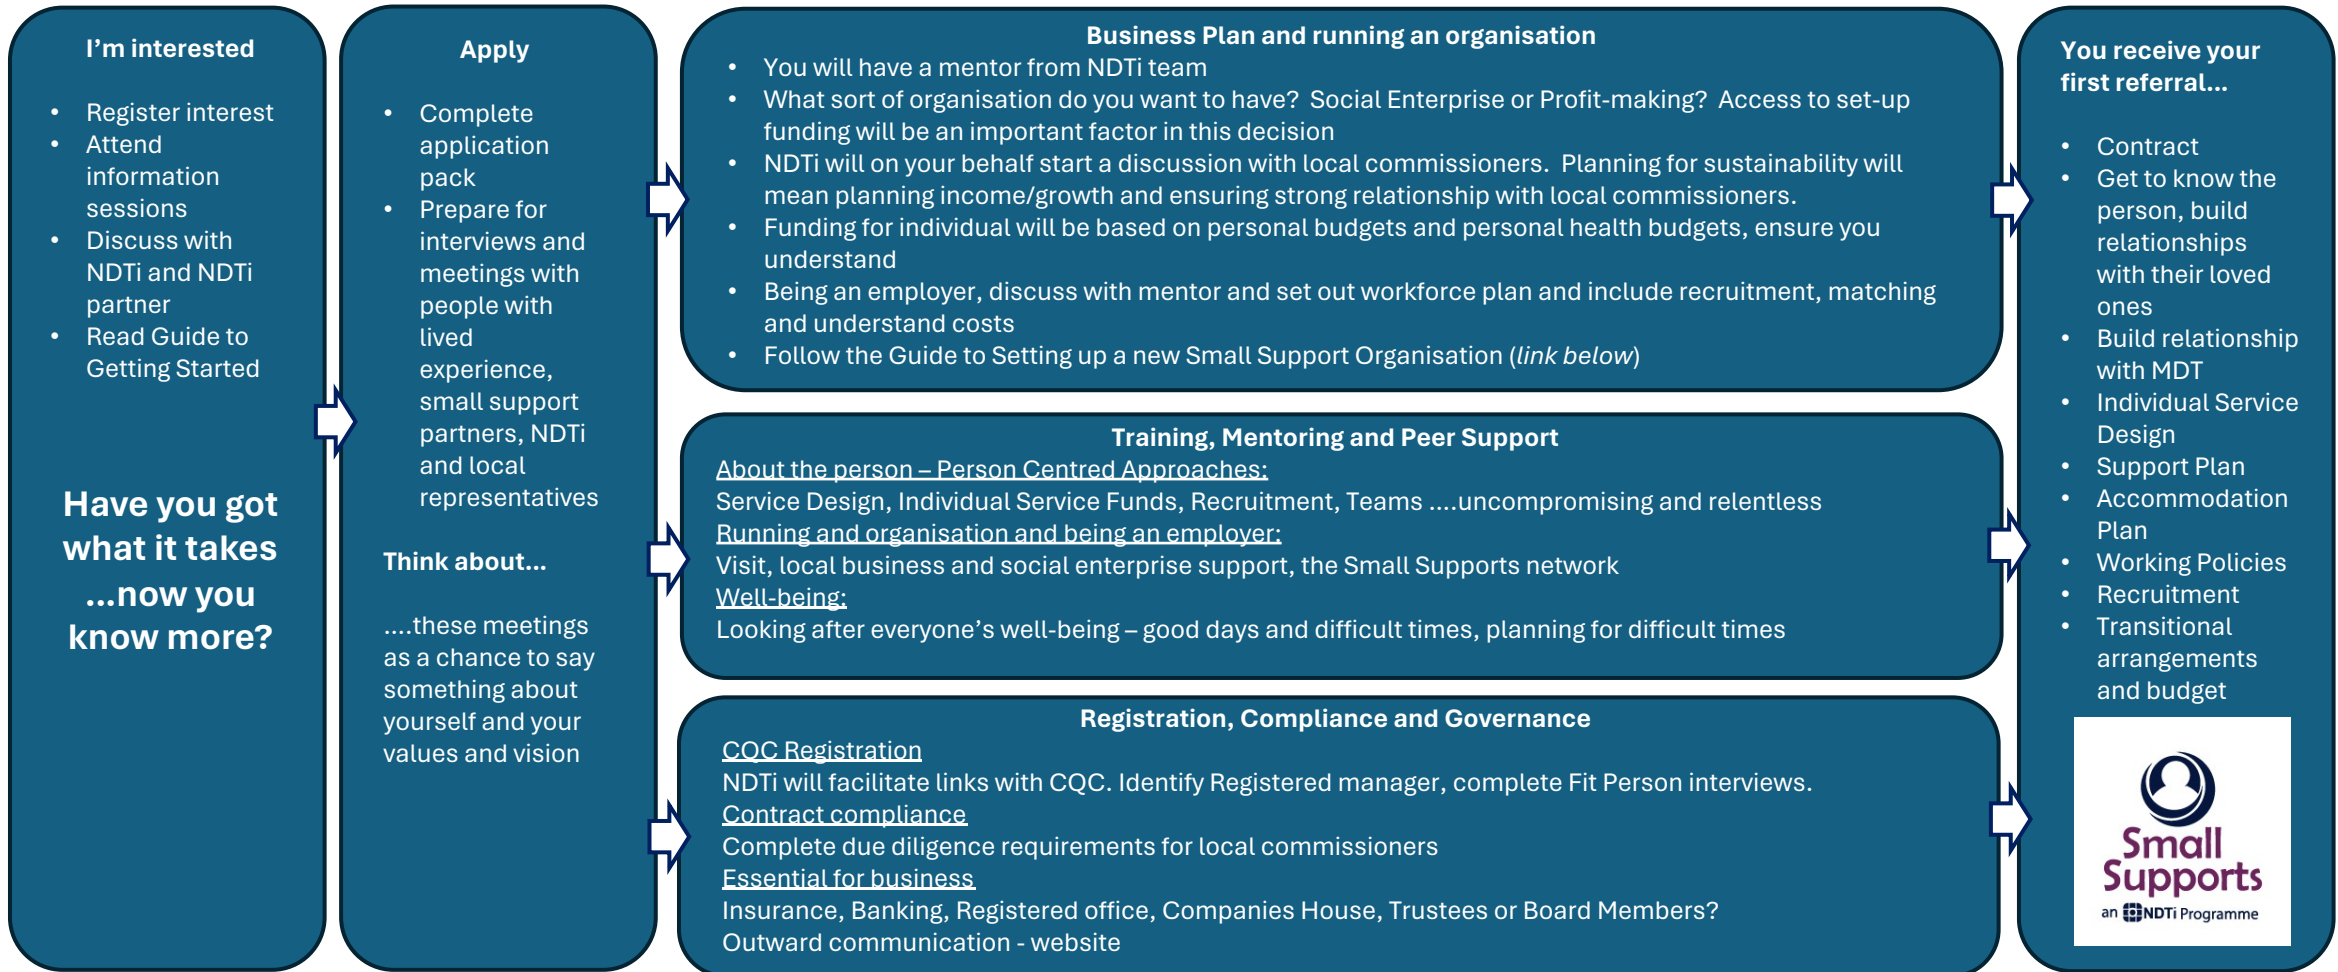 I’m interested
• Register interest
• Attend
information
sessions
• Discuss with
NDTi and NDTi
partner
• Read Guide to
Getting Started
Have you got
what it takes
…now you
know more?
Apply
• Complete
application
pack
• Prepare for
interviews and
meetings with
people with
lived
experience,
small support
partners, NDTi
and local
representatives
Think about…
….these meetings
as a chance to say
something about
yourself and your
values and vision
Business Plan and running an organisation
• You will have a mentor from NDTi team
• What sort of organisation do you want to have?  Social Enterprise or Profit-making?  Access to set-up
funding will be an important factor in this decision
• NDTi will on your behalf start a discussion with local commissioners.  Planning for sustainability will
mean planning income/growth and ensuring strong relationship with local commissioners.
• Funding for individual will be based on personal budgets and personal health budgets, ensure you
understand
• Being an employer, discuss with mentor and set out workforce plan and include recruitment, matching
and understand costs
• Follow the Guide to Setting up a new Small Support Organisation (link below)
Training, Mentoring and Peer Support
About the person – Person Centred Approaches:
Service Design, Individual Service Funds, Recruitment, Teams ….uncompromising and relentless
Running and organisation and being an employer:
Visit, local business and social enterprise support, the Small Supports network
Well-being:
Looking after everyone’s well-being – good days and difficult times, planning for difficult times
Registration, Compliance and Governance
CQC Registration
NDTi will facilitate links with CQC. Identify Registered manager, complete Fit Person interviews.
Contract compliance
Complete due diligence requirements for local commissioners
Essential for business
Insurance, Banking, Registered office, Companies House, Trustees or Board Members?
Outward communication - website
You receive your
first referral…
• Contract
• Get to know the
person, build
relationships
with their loved
ones
• Build relationship
with MDT
• Individual Service
Design
• Support Plan
• Accommodation
Plan
• Working Policies
• Recruitment
• Transitional
arrangements
and budget
Small
Supports
an NDTi Programme